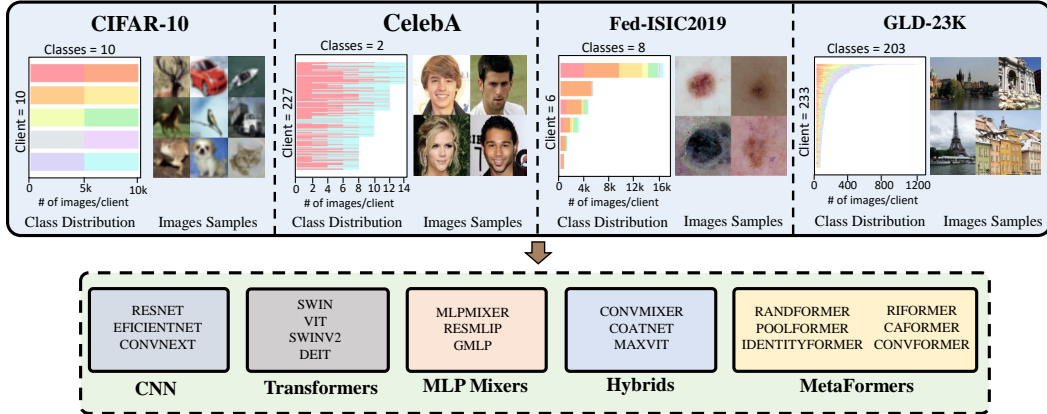 CIFAR-10
Classes = 10
Client = 10
0 5k 10k
# of images/client
Class Distribution
Images Samples
CelebA
Classes = 2
Client = 227
0 2 4 6 8 10 12 14
# of images/client
Class Distribution
Images Samples
Fed-ISIC2019
Classes = 8
Client = 6
0 4k 8k 12k 16k
# of images/client
Class Distribution
Images Samples
GLD-23K
Classes = 203
Client = 233
0 400 800 1200
# of images/client
Class Distribution
Images Samples
RESNET
EFICIENTNET
CONVNEXT
CNN
SWIN
VIT
SWINV2
DEIT
Transformers
MLPMIXER
RESMLIP
GMLP
MLP Mixers
CONVMIXER
COATNET
MAXVIT
Hybrids
RANDFORMER
POOLFORMER
IDENTITYFORMER
RIFORMER
CAFORMER
CONVFORMER
MetaFormers